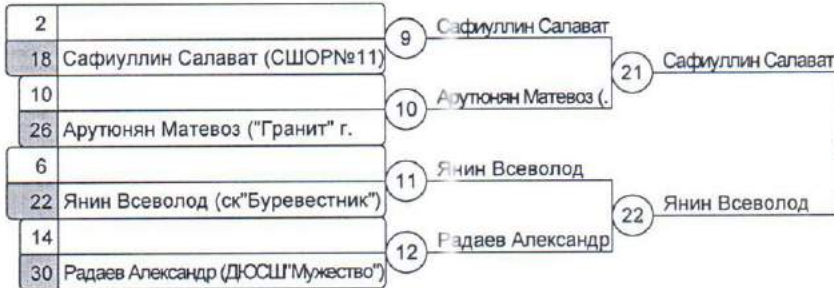 2
18 Сафиуллин Салават (СШОР№11)
9 Сафиуллин Салават
21 Сафиуллин Салават
10
26 Арутюнян Матевоз ("Гранит" г.
10 Арутюнян Матевоз (.
6
22 Янин Всеволод (ск"Буревестник")
11 Янин Всеволод
22 Янин Всеволод
14
30 Радаев Александр (ДЮСШ"Мужество")
12 Радаев Александр